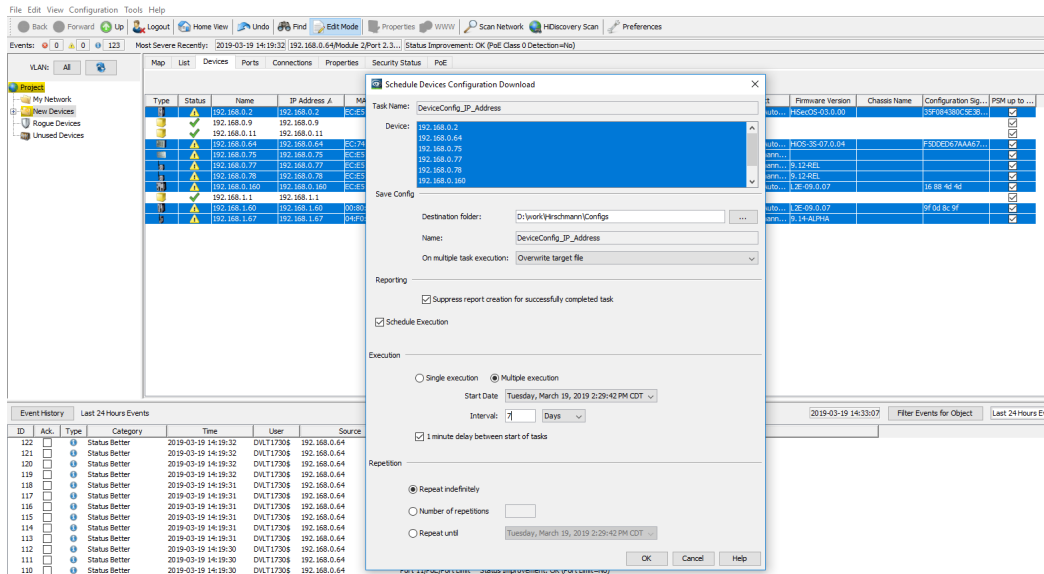 File Edit View Configuration Tools Help
Back Forward Up Logout Home View Undo Find Edit Mode Properties WWW Scan Network HiDiscovery Scan Preferences
Events: 0 0 123 Most Severe Recently: 2019-03-19 14:19:32 192.168.0.64/Module 2/Port 2.3... Status Improvement: OK (PoE Class 0 Detection=No)
VLAN: All
Map List Devices Ports Connections Properties Security Status PoE
Project
My Network
New Devices
Rogue Devices
Unused Devices
Type Status Name IP Address MA
192.168.0.2 192.168.0.2 EC:E5
192.168.0.9 192.168.0.9
192.168.0.11 192.168.0.11
192.168.0.64 192.168.0.64 EC:74
192.168.0.75 192.168.0.75 EC:E5
192.168.0.77 192.168.0.77 EC:E5
192.168.0.78 192.168.0.78 EC:E5
192.168.0.160 192.168.0.160 EC:E5
192.168.1.1 192.168.1.1
192.168.1.60 192.168.1.60 00:80:
192.168.1.67 192.168.1.67 04:F0:
Schedule Devices Configuration Download
Task Name: DeviceConfig_IP_Address
Device: 192.168.0.2
192.168.0.64
192.168.0.75
192.168.0.77
192.168.0.78
192.168.0.160
Save Config
Destination folder: D:\work\Hirschmann\Configs ...
Name: DeviceConfig_IP_Address
On multiple task execution: Overwrite target file
Reporting
Suppress report creation for successfully completed task
Schedule Execution
Execution
Single execution Multiple execution
Start Date Tuesday, March 19, 2019 2:29:42 PM CDT
Interval: 7 Days
1 minute delay between start of tasks
Repetition
Repeat indefinitely
Number of repetitions
Repeat until Tuesday, March 19, 2019 2:29:42 PM CDT
OK Cancel Help
Firmware Version Chassis Name Configuration Sig... PSM up to ...
uto... HiSecOS-03.0.00 35F084380C5E3B...
uto... HiOS-3S-07.0.04 F5DDED67AAA67...
ann...
ann... 9.12-REL
ann... 9.12-REL
uto... L2E-09.0.07 16 88 4d 4d
uto... L2E-09.0.07 9f 0d 8c 9f
ann... 9.14-ALPHA
Event History Last 24 Hours Events 2019-03-19 14:33:07 Filter Events for Object Last 24 Hours E
ID Ack. Type Category Time User Source
122 Status Better 2019-03-19 14:19:32 DVLT1730$ 192.168.0.64
121 Status Better 2019-03-19 14:19:32 DVLT1730$ 192.168.0.64
120 Status Better 2019-03-19 14:19:32 DVLT1730$ 192.168.0.64
119 Status Better 2019-03-19 14:19:32 DVLT1730$ 192.168.0.64
118 Status Better 2019-03-19 14:19:31 DVLT1730$ 192.168.0.64
117 Status Better 2019-03-19 14:19:31 DVLT1730$ 192.168.0.64
116 Status Better 2019-03-19 14:19:31 DVLT1730$ 192.168.0.64
115 Status Better 2019-03-19 14:19:31 DVLT1730$ 192.168.0.64
114 Status Better 2019-03-19 14:19:31 DVLT1730$ 192.168.0.64
113 Status Better 2019-03-19 14:19:31 DVLT1730$ 192.168.0.64
112 Status Better 2019-03-19 14:19:30 DVLT1730$ 192.168.0.64
111 Status Better 2019-03-19 14:19:30 DVLT1730$ 192.168.0.64
110 Status Better 2019-03-19 14:19:30 DVLT1730$ 192.168.0.64